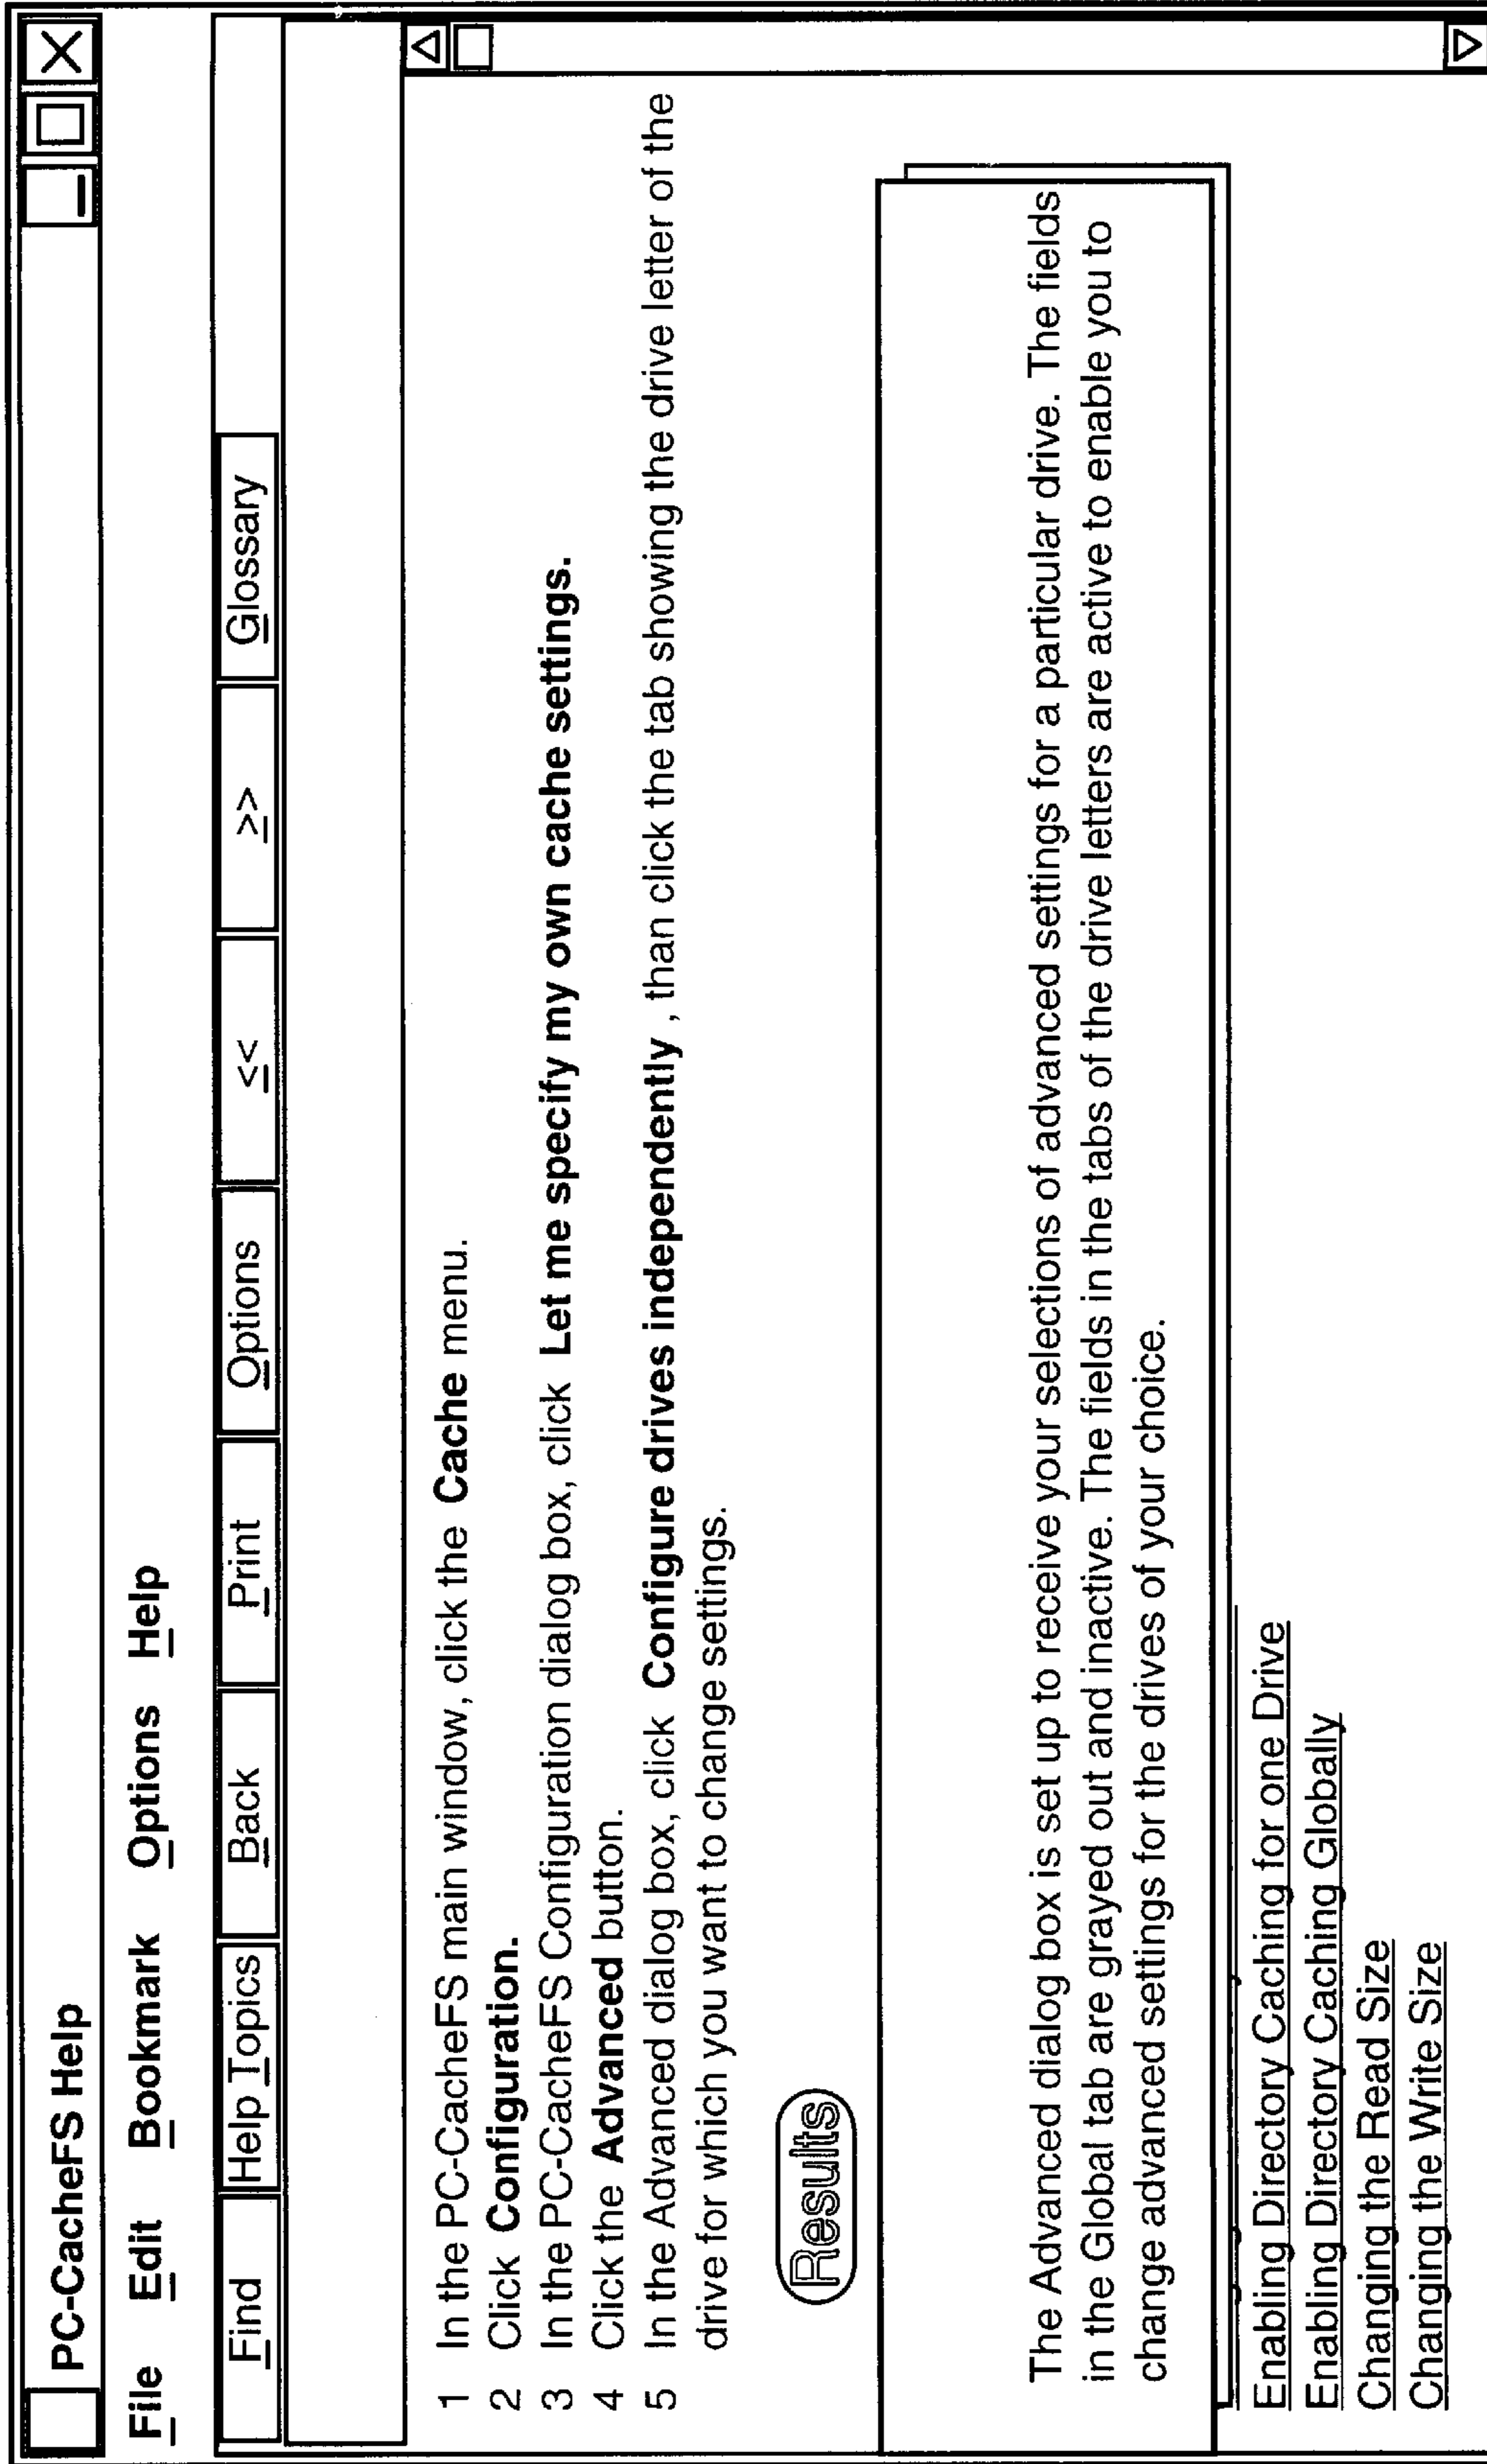 PC-CacheFS Help
File Edit Bookmark Options Help
Find Help Topics Back Print Options << >> Glossary
1 In the PC-CacheFS main window, click the Cache menu.
2 Click Configuration.
3 In the PC-CacheFS Configuration dialog box, click Let me specify my own cache settings.
4 Click the Advanced button.
5 In the Advanced dialog box, click Configure drives independently , than click the tab showing the drive letter of the
drive for which you want to change settings.
Results
The Advanced dialog box is set up to receive your selections of advanced settings for a particular drive. The fields
in the Global tab are grayed out and inactive. The fields in the tabs of the drive letters are active to enable you to
change advanced settings for the drives of your choice.
Enabling Directory Caching for one Drive
Enabling Directory Caching Globally
Changing the Read Size
Changing the Write Size